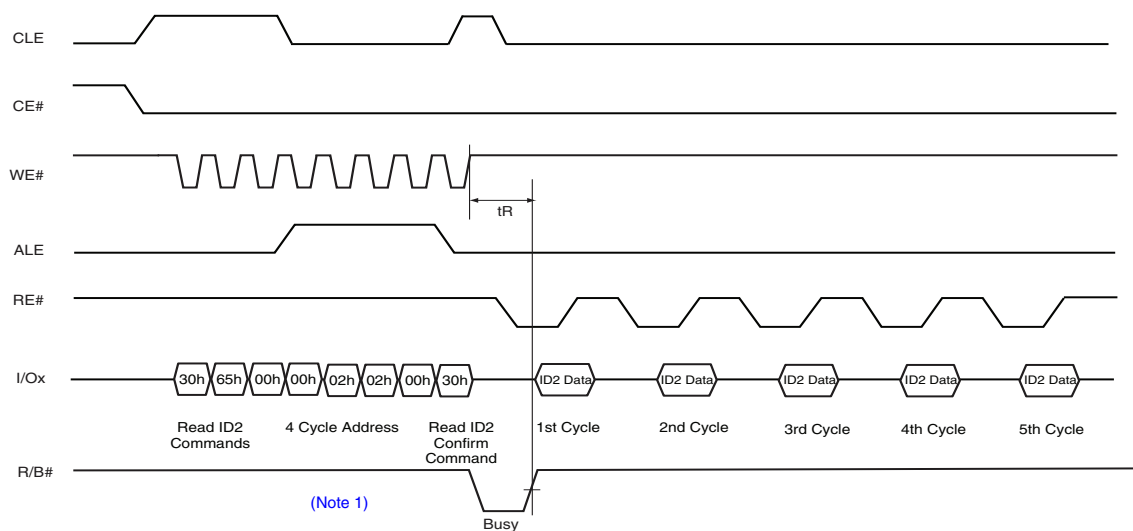 CLE
CE#
WE#
tR
ALE
RE#
I/Ox
30h 65h 00h 00h 02h 02h 00h 30h ID2 Data ID2 Data ID2 Data ID2 Data ID2 Data
Read ID2 Commands
4 Cycle Address
Read ID2 Confirm Command
1st Cycle
2nd Cycle
3rd Cycle
4th Cycle
5th Cycle
R/B#
(Note 1)
Busy